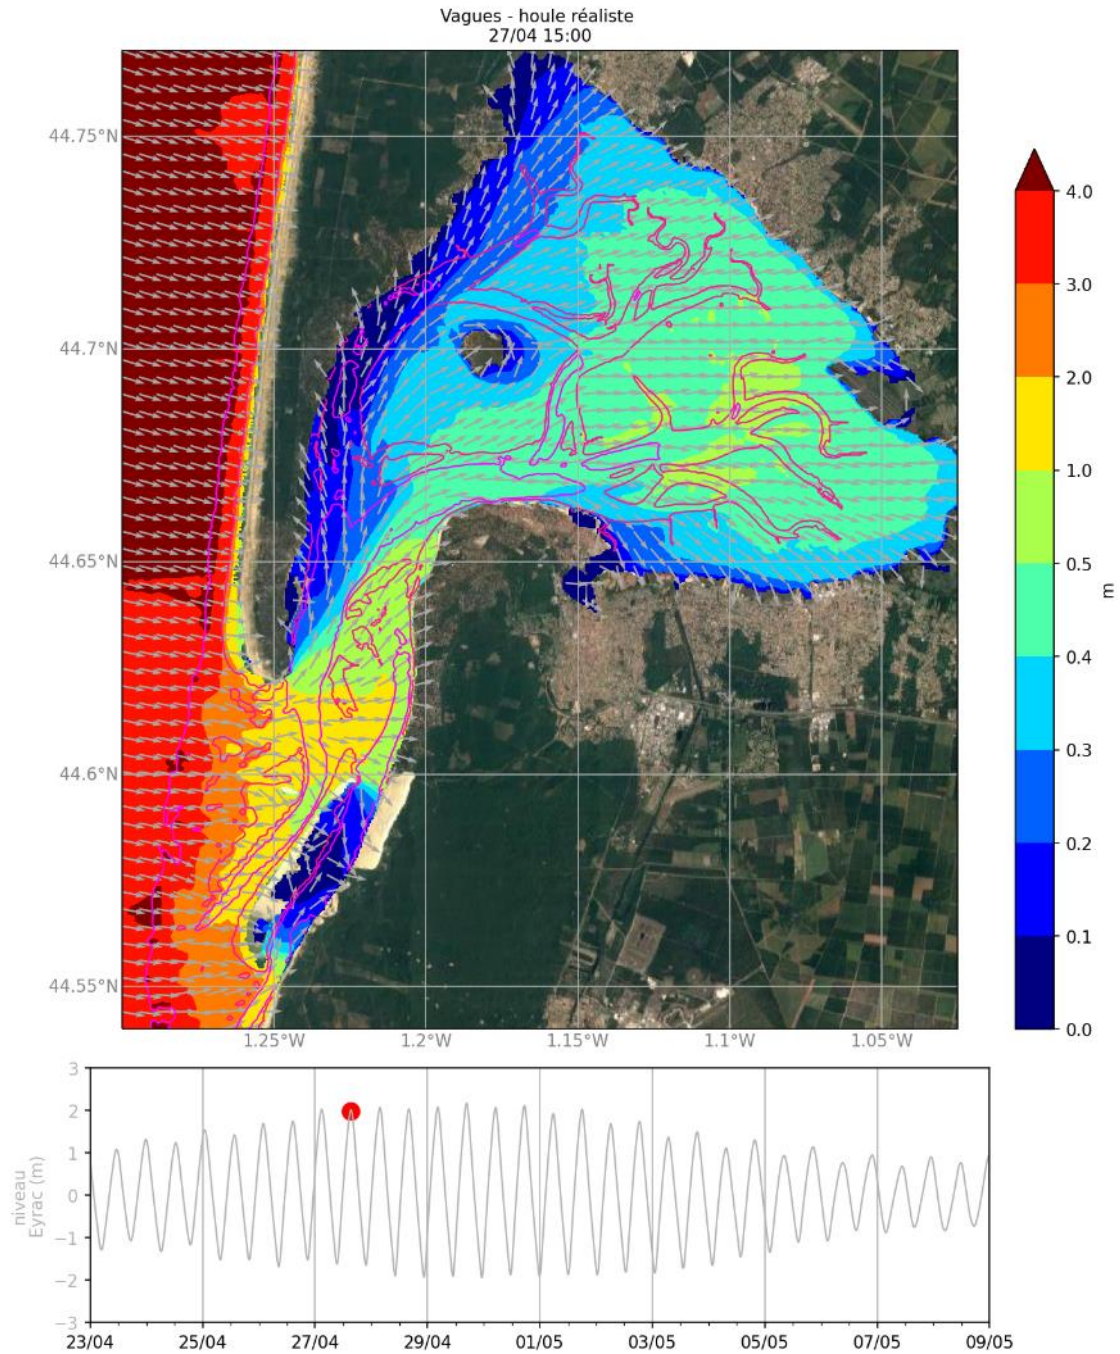 Vagues - houle réaliste
27/04 15:00
44.75°N
44.7°N
44.65°N
44.6°N
44.55°N
1.25°W 1.2°W 1.15°W 1.1°W 1.05°W
4.0
3.0
2.0
1.0
0.5
0.4
0.3
0.2
0.1
0.0
m
niveau
Eyrac (m)
3
2
1
0
−1
−2
−3
23/04 25/04 27/04 29/04 01/05 03/05 05/05 07/05 09/05